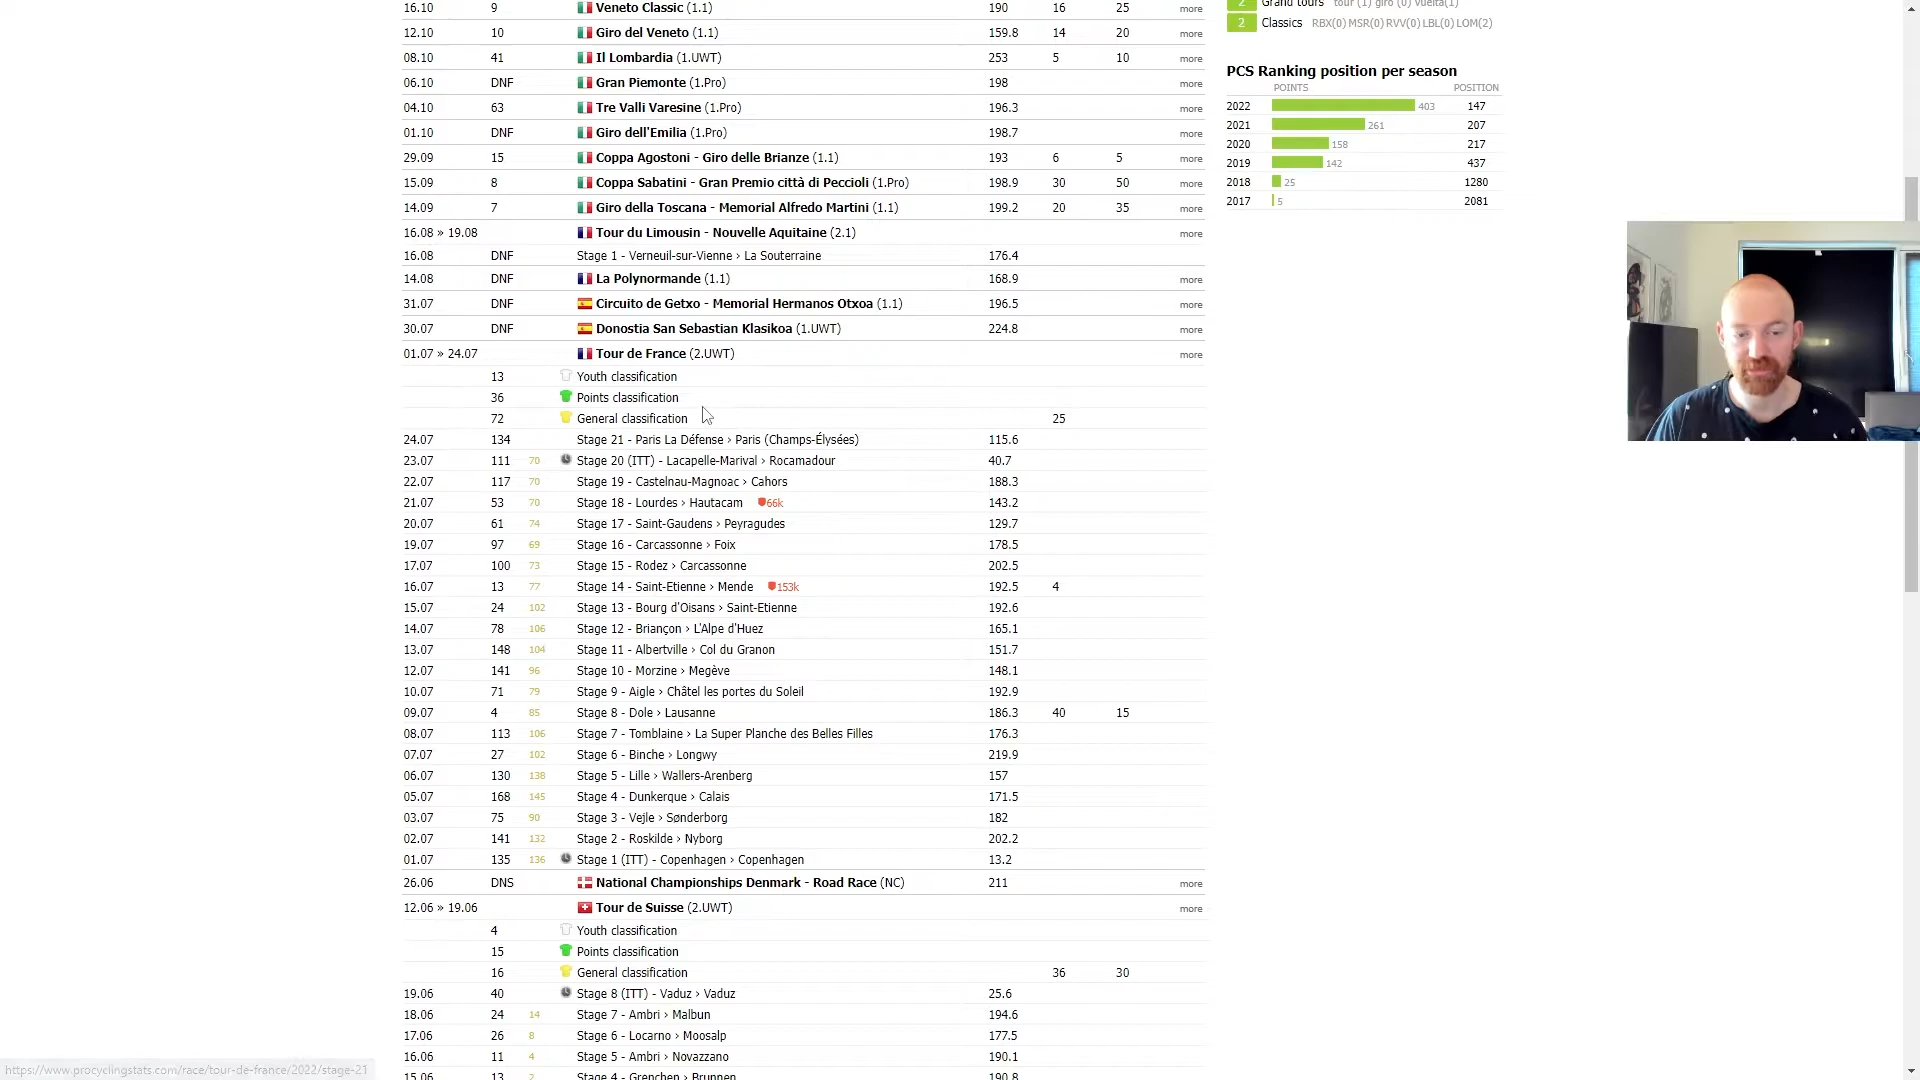 16.10 9 Veneto Classic (1.1) 190 16 25 more
12.10 10 Giro del Veneto (1.1) 159.8 14 20 more
08.10 41 Il Lombardia (1.UWT) 253 5 10 more
06.10 DNF Gran Piemonte (1.Pro) 198 more
04.10 63 Tre Valli Varesine (1.Pro) 196.3 more
01.10 DNF Giro dell'Emilia (1.Pro) 198.7 more
29.09 15 Coppa Agostoni - Giro delle Brianze (1.1) 193 6 5 more
15.09 8 Coppa Sabatini - Gran Premio città di Peccioli (1.Pro) 198.9 30 50 more
14.09 7 Giro della Toscana - Memorial Alfredo Martini (1.1) 199.2 20 35 more
16.08 » 19.08 Tour du Limousin - Nouvelle Aquitaine (2.1) more
16.08 DNF Stage 1 - Verneuil-sur-Vienne › La Souterraine 176.4
14.08 DNF La Polynormande (1.1) 168.9 more
31.07 DNF Circuito de Getxo - Memorial Hermanos Otxoa (1.1) 196.5 more
30.07 DNF Donostia San Sebastian Klasikoa (1.UWT) 224.8 more
01.07 » 24.07 Tour de France (2.UWT) more
13 Youth classification
36 Points classification
72 General classification 25
24.07 134 Stage 21 - Paris La Défense › Paris (Champs-Élysées) 115.6
23.07 111 70 Stage 20 (ITT) - Lacapelle-Marival › Rocamadour 40.7
22.07 117 70 Stage 19 - Castelnau-Magnoac › Cahors 188.3
21.07 53 70 Stage 18 - Lourdes › Hautacam 66k 143.2
20.07 61 74 Stage 17 - Saint-Gaudens › Peyragudes 129.7
19.07 97 69 Stage 16 - Carcassonne › Foix 178.5
17.07 100 73 Stage 15 - Rodez › Carcassonne 202.5
16.07 13 77 Stage 14 - Saint-Etienne › Mende 153k 192.5 4
15.07 24 102 Stage 13 - Bourg d'Oisans › Saint-Etienne 192.6
14.07 78 106 Stage 12 - Briançon › L'Alpe d'Huez 165.1
13.07 148 104 Stage 11 - Albertville › Col du Granon 151.7
12.07 141 96 Stage 10 - Morzine › Megève 148.1
10.07 71 79 Stage 9 - Aigle › Châtel les portes du Soleil 192.9
09.07 4 85 Stage 8 - Dole › Lausanne 186.3 40 15
08.07 113 106 Stage 7 - Tomblaine › La Super Planche des Belles Filles 176.3
07.07 27 102 Stage 6 - Binche › Longwy 219.9
06.07 130 138 Stage 5 - Lille › Wallers-Arenberg 157
05.07 168 145 Stage 4 - Dunkerque › Calais 171.5
03.07 75 90 Stage 3 - Vejle › Sønderborg 182
02.07 141 132 Stage 2 - Roskilde › Nyborg 202.2
01.07 135 136 Stage 1 (ITT) - Copenhagen › Copenhagen 13.2
26.06 DNS National Championships Denmark - Road Race (NC) 211 more
12.06 » 19.06 Tour de Suisse (2.UWT) more
4 Youth classification
15 Points classification
16 General classification 36 30
19.06 40 Stage 8 (ITT) - Vaduz › Vaduz 25.6
18.06 24 14 Stage 7 - Ambri › Malbun 194.6
17.06 26 8 Stage 6 - Locarno › Moosalp 177.5
16.06 11 4 Stage 5 - Ambri › Novazzano 190.1
15.06 13 2 Stage 4 - Grenchen › Brunnen 190.8
https://www.procyclingstats.com/race/tour-de-france/2022/stage-21
2 Grand tours tour (1) giro (0) vuelta(1)
2 Classics RBX(0) MSR(0) RVV(0) LBL(0) LOM(2)
PCS Ranking position per season
POINTS POSITION
2022 403 147
2021 261 207
2020 158 217
2019 142 437
2018 25 1280
2017 5 2081